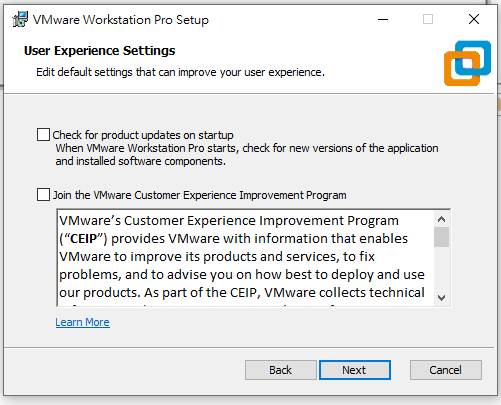 VMware Workstation Pro Setup
User Experience Settings
Edit default settings that can improve your user experience.
Check for product updates on startup
When VMware Workstation Pro starts, check for new versions of the application
and installed software components.
Join the VMware Customer Experience Improvement Program
VMware's Customer Experience Improvement Program
("CEIP") provides VMware with information that enables
VMware to improve its products and services, to fix
problems, and to advise you on how best to deploy and use
our products. As part of the CEIP, VMware collects technical
Learn More
Back
Next
Cancel